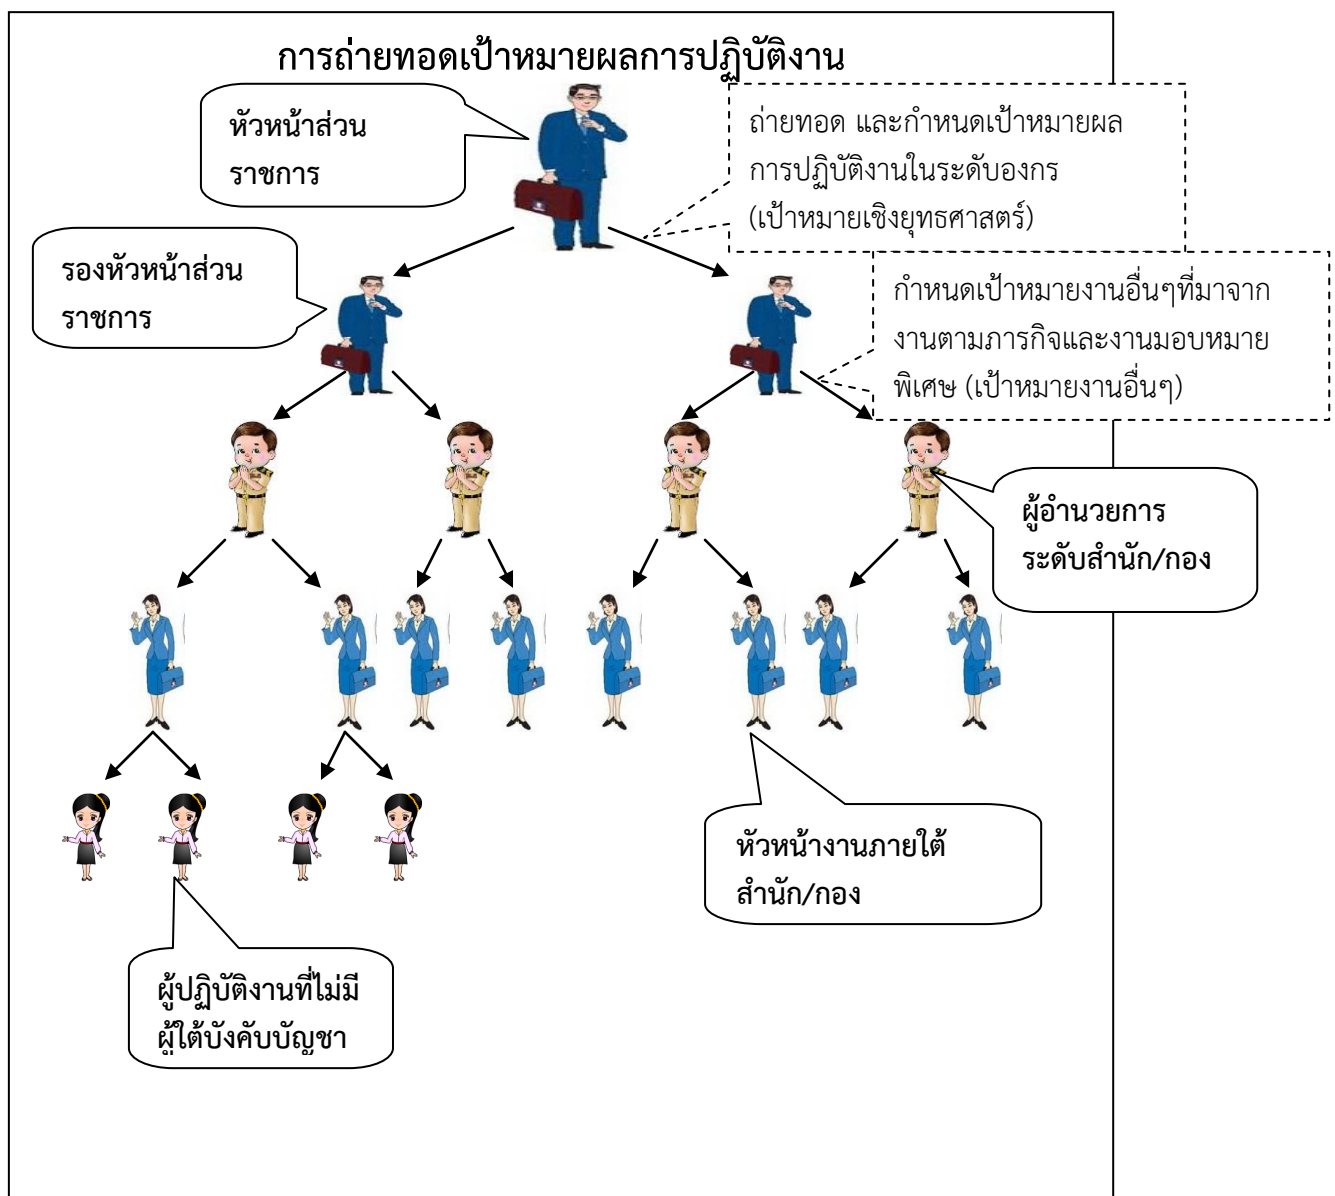 การถ่ายทอดเป้าหมายผลการปฏิบัติงาน
หัวหน้าส่วน
ราชการ
ถ่ายทอด และกำหนดเป้าหมายผล
การปฏิบัติงานในระดับองกร
(เป้าหมายเชิงยุทธศาสตร์)
รองหัวหน้าส่วน
ราชการ
กำหนดเป้าหมายงานอื่นๆที่มาจาก
งานตามภารกิจและงานมอบหมาย
พิเศษ (เป้าหมายงานอื่นๆ)
ผู้อำนวยการ
ระดับสำนัก/กอง
หัวหน้างานภายใต้
สำนัก/กอง
ผู้ปฏิบัติงานที่ไม่มี
ผู้ใต้บังคับบัญชา